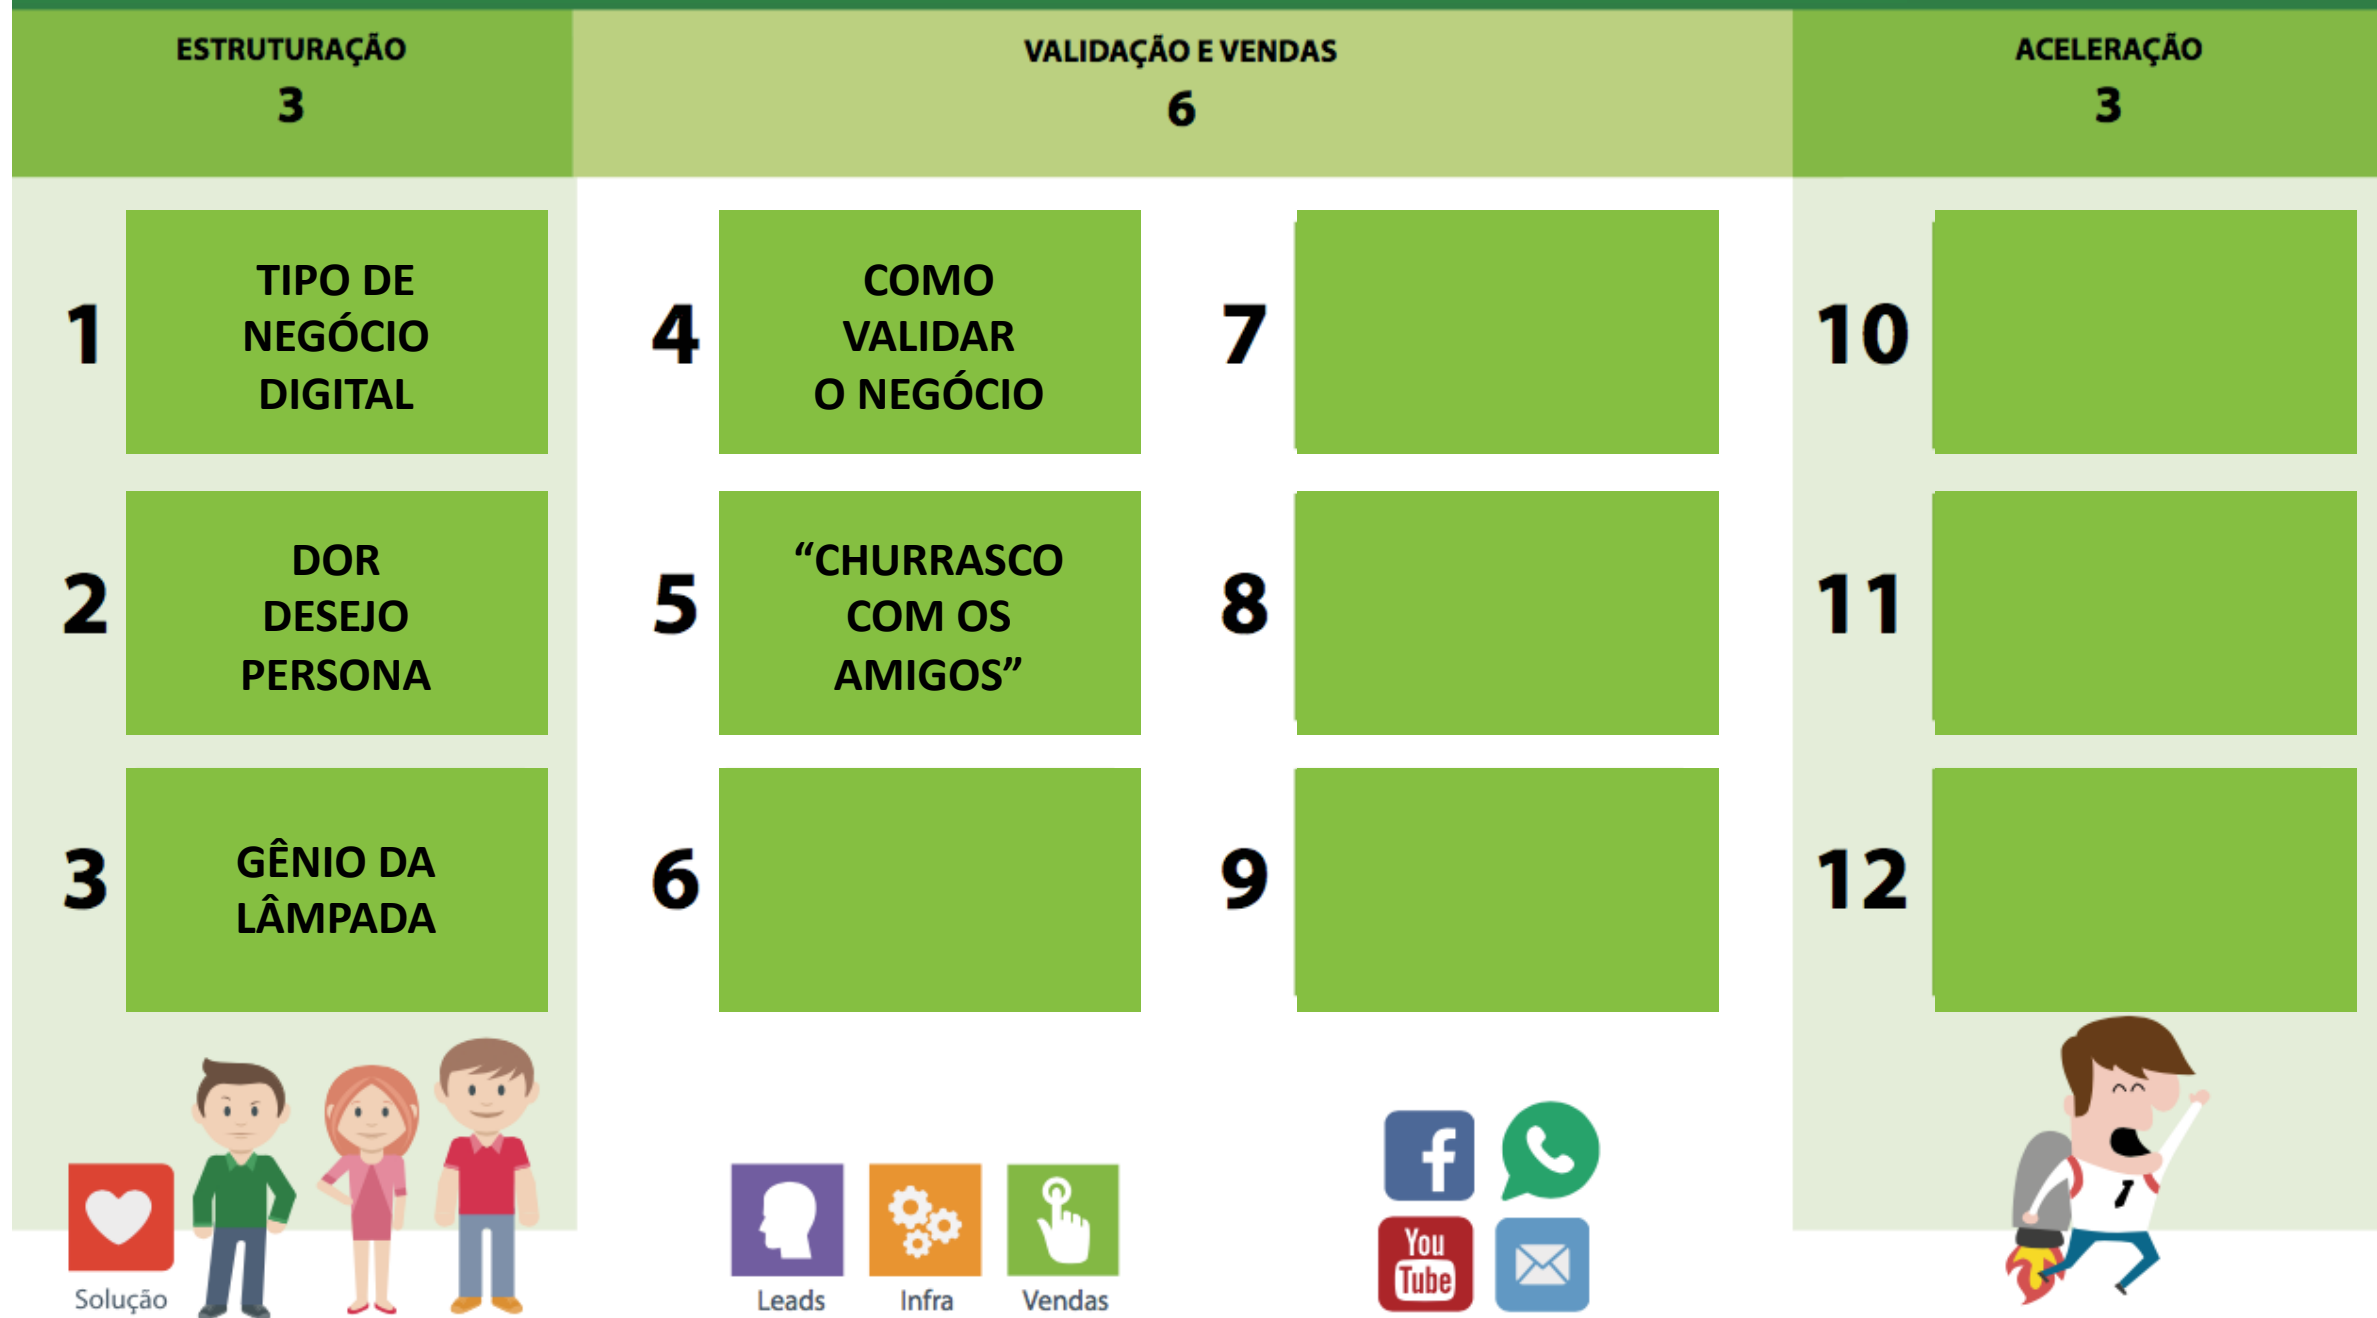 ESTRUTURAÇÃO
3
VALIDAÇÃO E VENDAS
6
ACELERAÇÃO
3
1
TIPO DE
NEGÓCIO
DIGITAL
2
DOR
DESEJO
PERSONA
3
GÊNIO DA
LÂMPADA
4
COMO
VALIDAR
O NEGÓCIO
5
“CHURRASCO
COM OS
AMIGOS”
6
7
8
9
10
11
12
Solução
Leads
Infra
Vendas
f
You
Tube